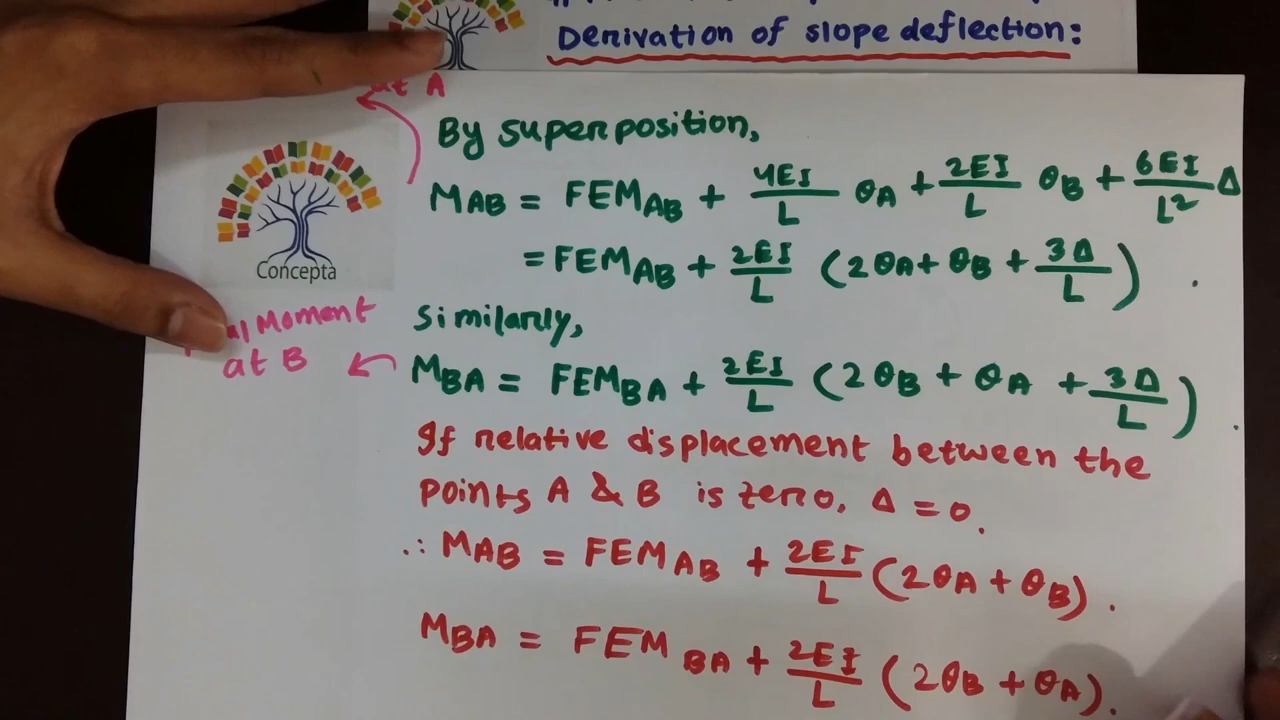 Derivation of slope deflection:
at A
By superposition,
MAB = FEMAB + 4EI/L θA + 2EI/L θB + 6EI/L² Δ
= FEMAB + 2EI/L (2θA + θB + 3Δ/L).
Concepta
Similarly,
Moment
at B
MBA = FEMBA + 2EI/L (2θB + θA + 3Δ/L).
If relative displacement between the
points A & B is zero, Δ = 0.
∴ MAB = FEMAB + 2EI/L (2θA + θB).
MBA = FEMBA + 2EI/L (2θB + θA).